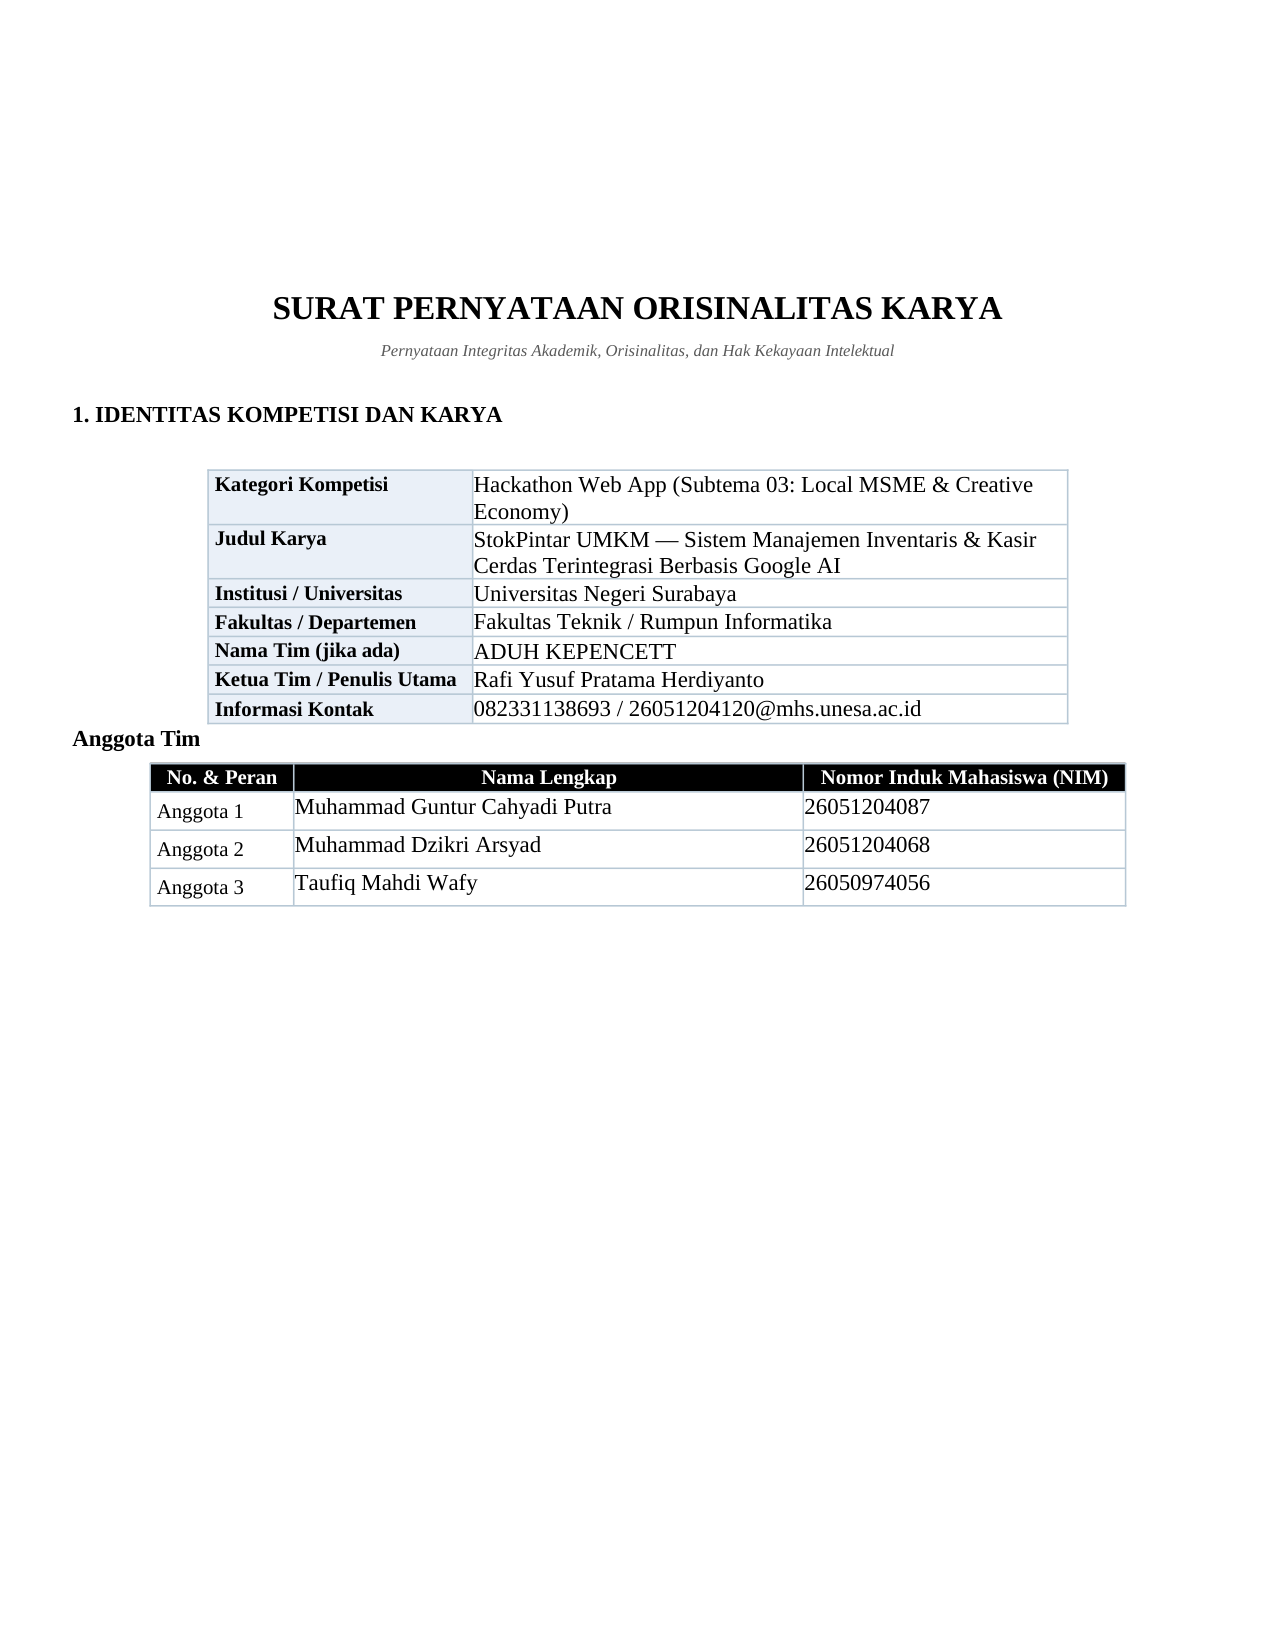 SURAT PERNYATAAN ORISINALITAS KARYA
Pernyataan Integritas Akademik, Orisinalitas, dan Hak Kekayaan Intelektual
1. IDENTITAS KOMPETISI DAN KARYA
Kategori Kompetisi Hackathon Web App (Subtema 03: Local MSME & Creative
Economy)
Judul Karya StokPintar UMKM — Sistem Manajemen Inventaris & Kasir
Cerdas Terintegrasi Berbasis Google AI
Institusi / Universitas Universitas Negeri Surabaya
Fakultas / Departemen Fakultas Teknik / Rumpun Informatika
Nama Tim (jika ada) ADUH KEPENCETT
Ketua Tim / Penulis Utama Rafi Yusuf Pratama Herdiyanto
Informasi Kontak 082331138693 / 26051204120@mhs.unesa.ac.id
Anggota Tim
No. & Peran Nama Lengkap Nomor Induk Mahasiswa (NIM)
Anggota 1 Muhammad Guntur Cahyadi Putra 26051204087
Anggota 2 Muhammad Dzikri Arsyad 26051204068
Anggota 3 Taufiq Mahdi Wafy 26050974056